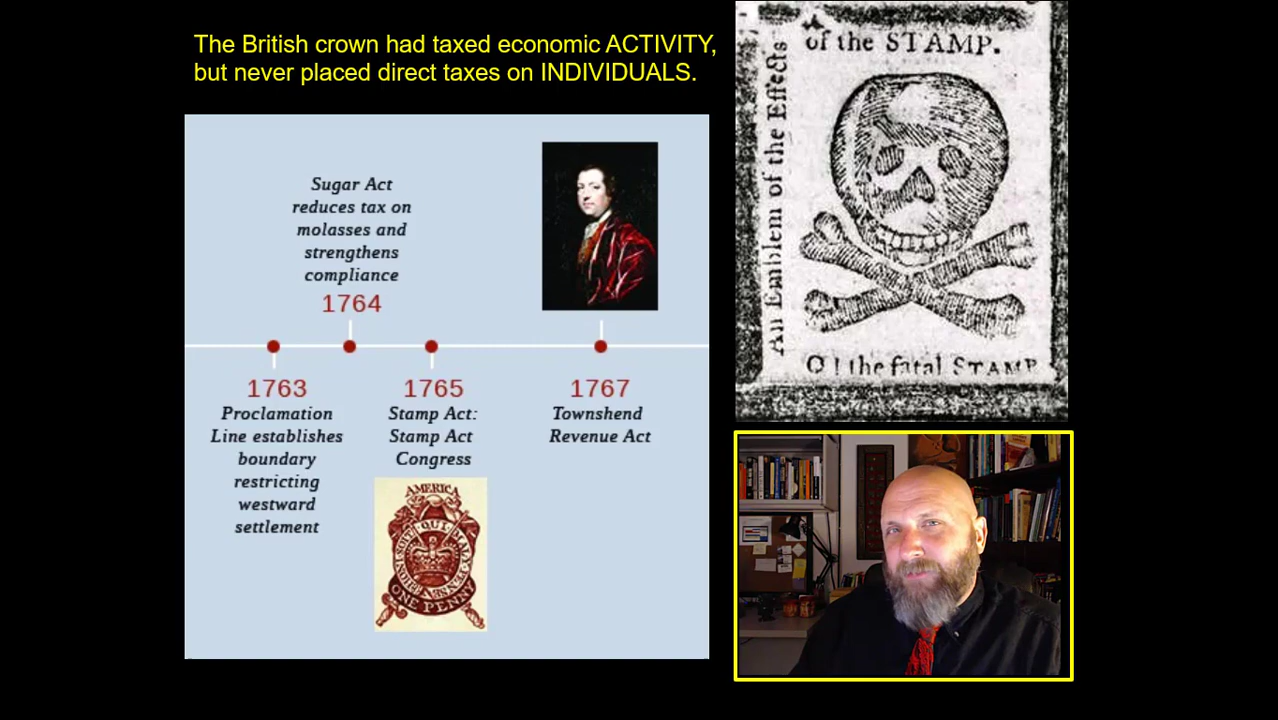 The British crown had taxed economic ACTIVITY,
but never placed direct taxes on INDIVIDUALS.
Sugar Act
reduces tax on
molasses and
strengthens
compliance
1764
1763
Proclamation
Line establishes
boundary
restricting
westward
settlement
1765
Stamp Act:
Stamp Act
Congress
AMERICA
ONE PENNY
1767
Townshend
Revenue Act
An Emblem of the Effects
of the STAMP.
O! the fatal STAMP